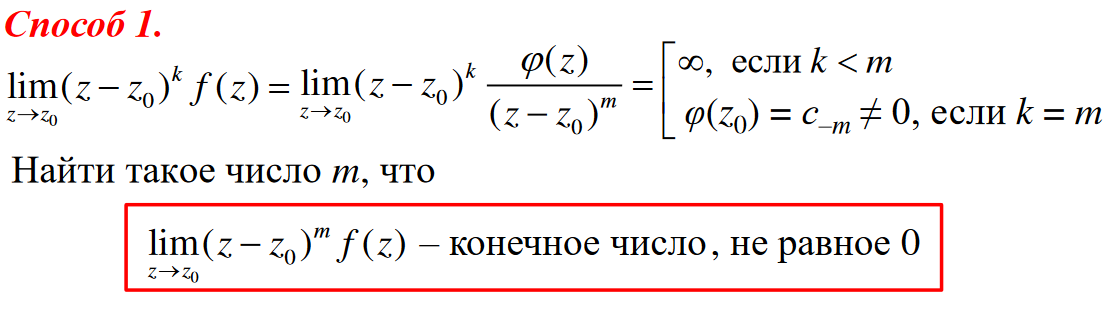 Способ 1.
lim_{z→z₀} (z − z₀)^k f(z) = lim_{z→z₀} (z − z₀)^k φ(z)/(z − z₀)^m = [ ∞, если k < m
φ(z₀) = c_{−m} ≠ 0, если k = m
Найти такое число m, что
lim_{z→z₀} (z − z₀)^m f(z) – конечное число, не равное 0